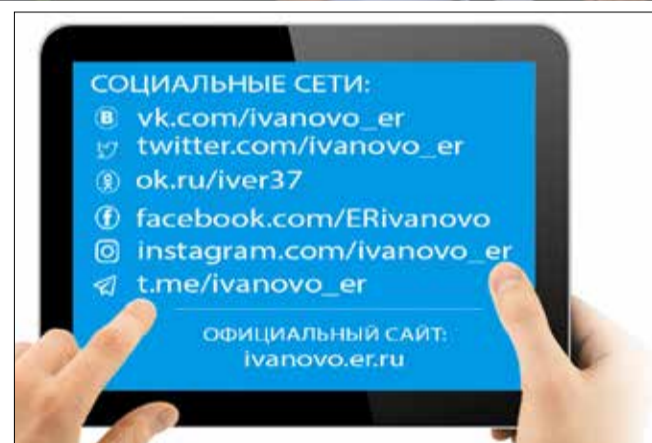 СОЦИАЛЬНЫЕ СЕТИ:
vk.com/ivanovo_er
twitter.com/ivanovo_er
ok.ru/iver37
facebook.com/ERivanovo
instagram.com/ivanovo_er
t.me/ivanovo_er
ОФИЦИАЛЬНЫЙ САЙТ:
ivanovo.er.ru